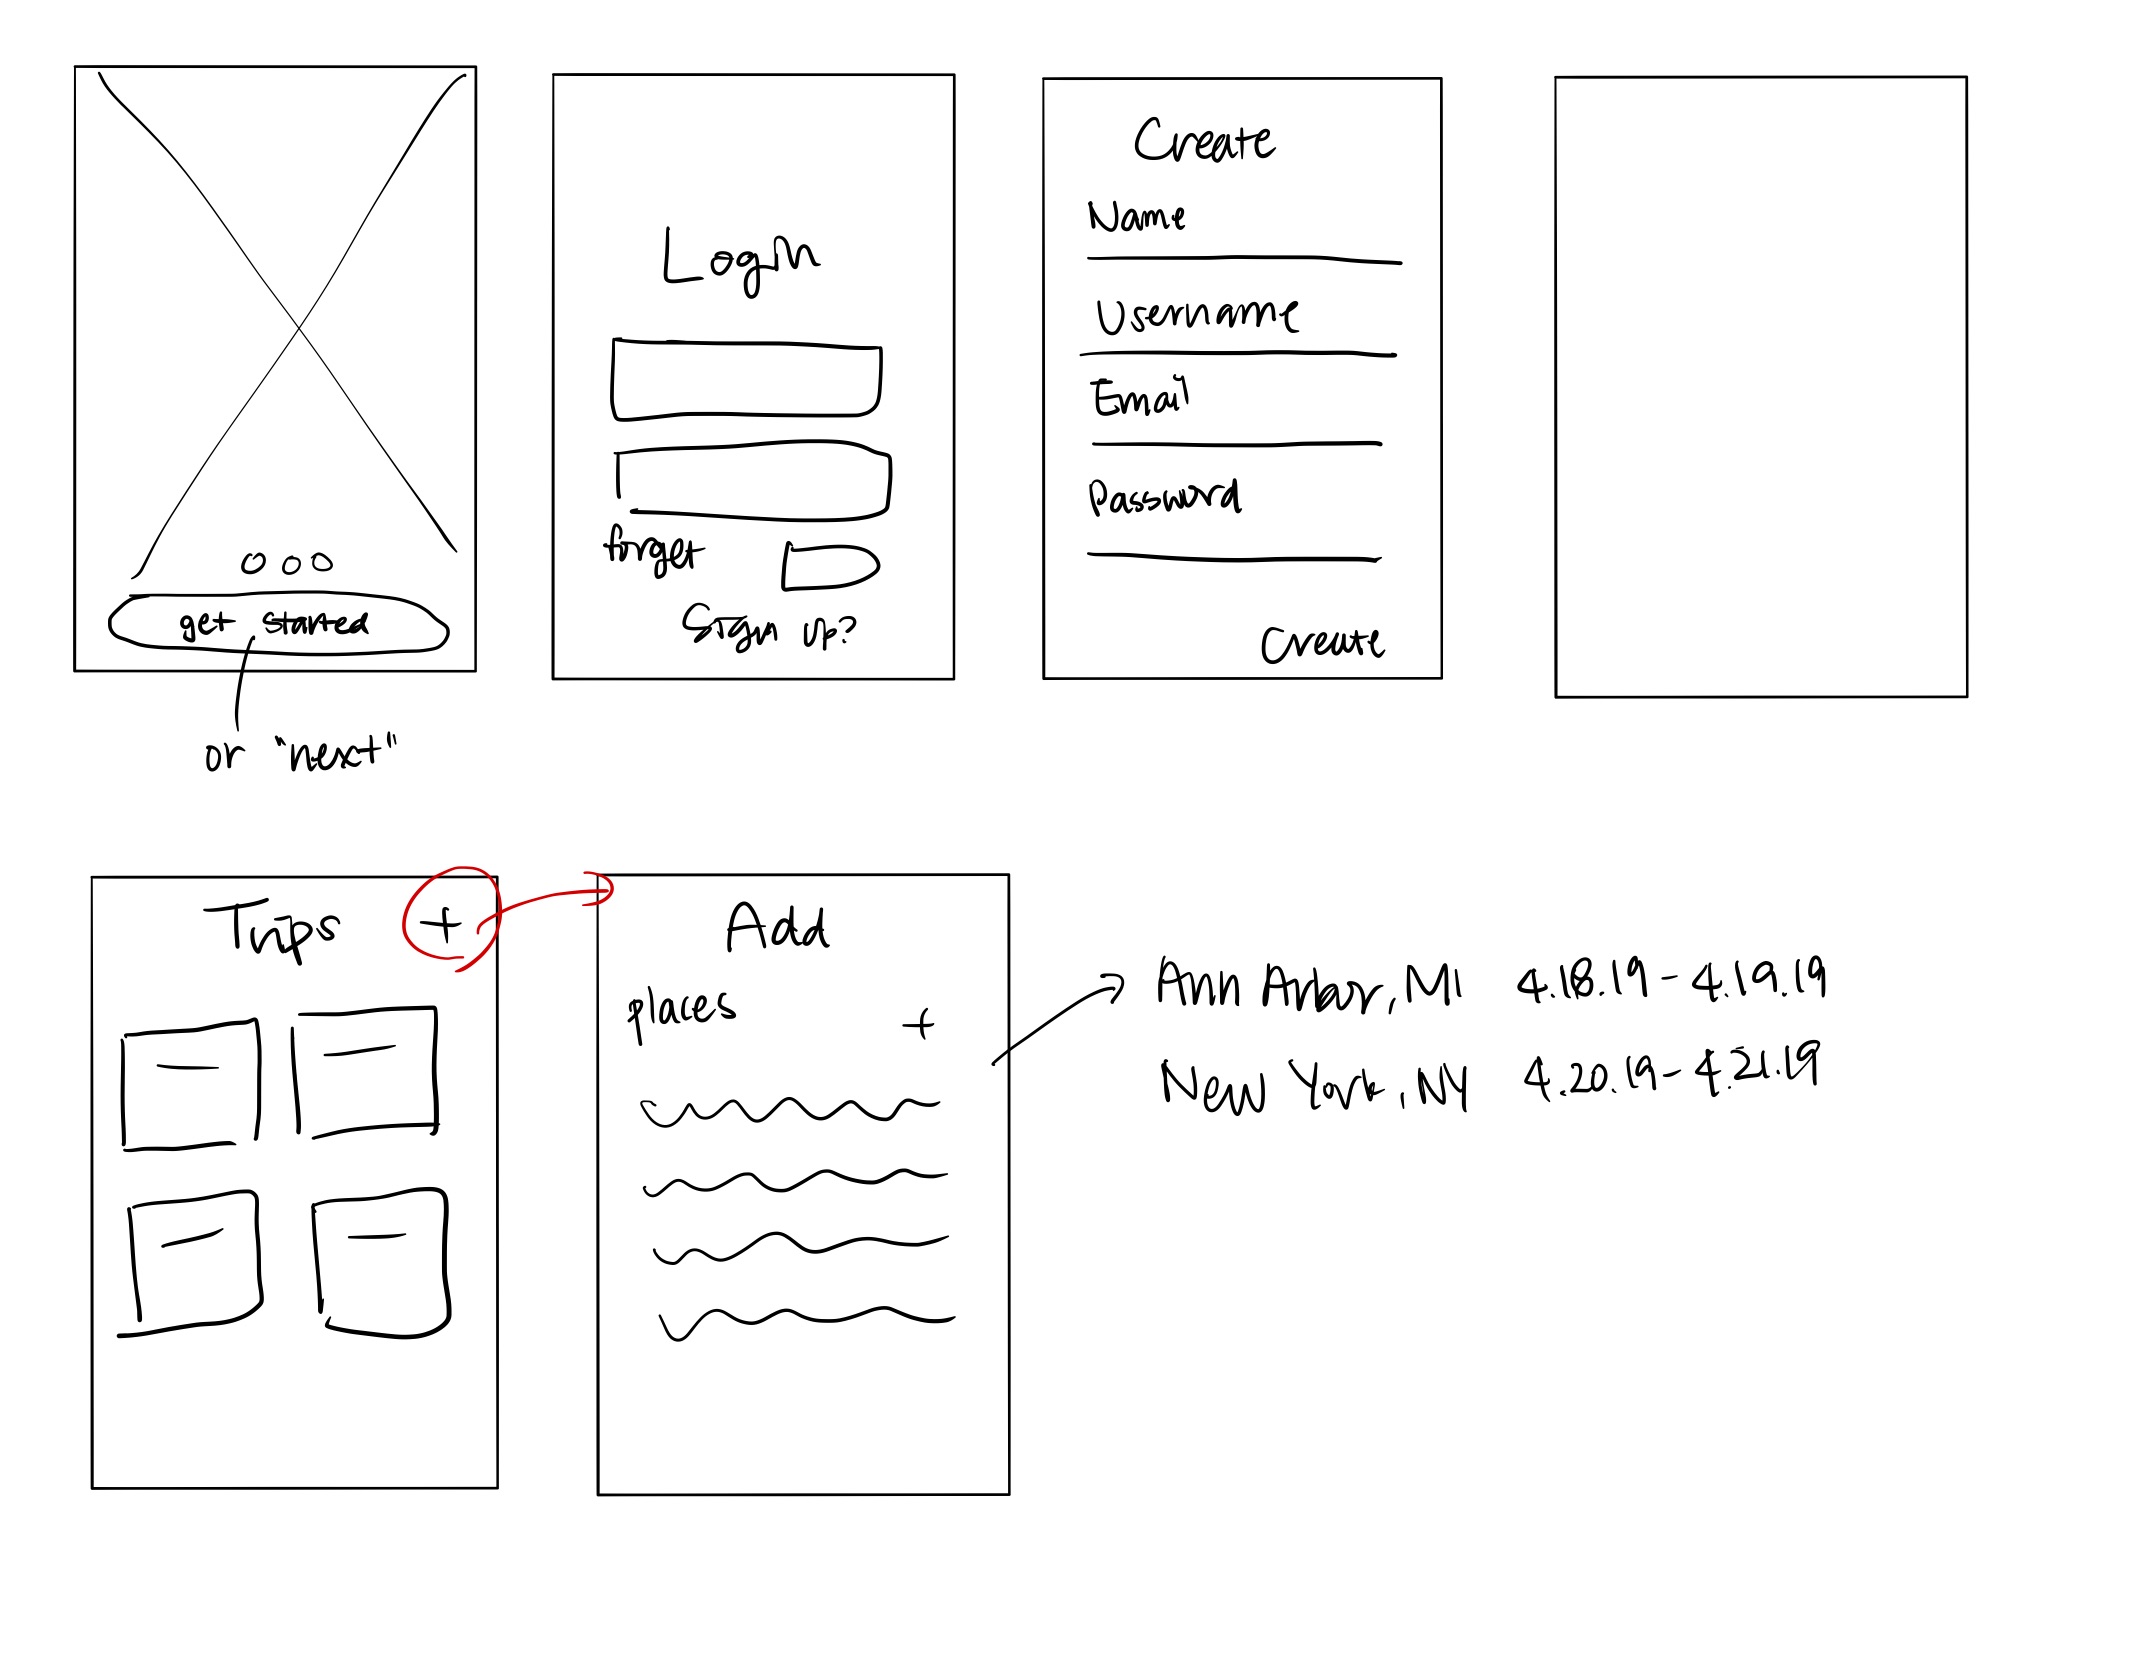 get started
or "next"
Login
forget
Sign up?
Create
Name
Username
Email
Password
Create
Trips +
Add
places +
Ann Arbor, MI 4.18.19 - 4.19.19
New York, NY 4.20.19 - 4.21.19